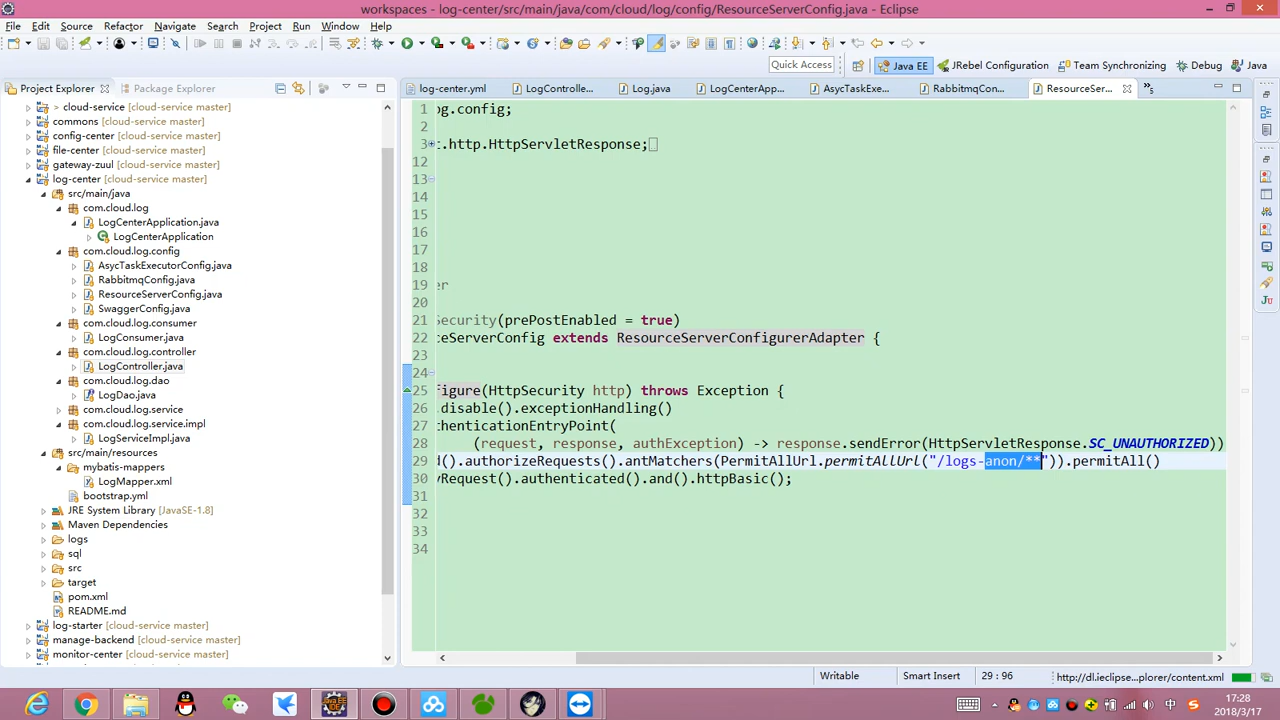 workspaces - log-center/src/main/java/com/cloud/log/config/ResourceServerConfig.java - Eclipse
File Edit Source Refactor Navigate Search Project Run Window Help
Quick Access Java EE JRebel Configuration Team Synchronizing Debug Java
Project Explorer Package Explorer
log-center.yml LogControlle... Log.java LogCenterApp... AsycTaskExe... RabbitmqCon... ResourceSer... »5
> cloud-service [cloud-service master]
commons [cloud-service master]
config-center [cloud-service master]
file-center [cloud-service master]
gateway-zuul [cloud-service master]
log-center [cloud-service master]
src/main/java
com.cloud.log
LogCenterApplication.java
LogCenterApplication
com.cloud.log.config
AsycTaskExecutorConfig.java
RabbitmqConfig.java
ResourceServerConfig.java
SwaggerConfig.java
com.cloud.log.consumer
LogConsumer.java
com.cloud.log.controller
LogController.java
com.cloud.log.dao
LogDao.java
com.cloud.log.service
com.cloud.log.service.impl
LogServiceImpl.java
src/main/resources
mybatis-mappers
LogMapper.xml
bootstrap.yml
JRE System Library [JavaSE-1.8]
Maven Dependencies
logs
sql
src
target
pom.xml
README.md
log-starter [cloud-service master]
manage-backend [cloud-service master]
monitor-center [cloud-service master]
1 og.config;
2
3 t.http.HttpServletResponse;
12
13
14
15
16
17
18
19 er
20
21 Security(prePostEnabled = true)
22 ceServerConfig extends ResourceServerConfigurerAdapter {
23
24
25 figure(HttpSecurity http) throws Exception {
26 .disable().exceptionHandling()
27 thenticationEntryPoint(
28 (request, response, authException) -> response.sendError(HttpServletResponse.SC_UNAUTHORIZED))
29 d().authorizeRequests().antMatchers(PermitAllUrl.permitAllUrl("/logs-anon/**")).permitAll()
30 yRequest().authenticated().and().httpBasic();
31
32
33
34
Writable Smart Insert 29 : 96 http://dl.ieclipse...plorer/content.xml
中 17:28
2018/3/17